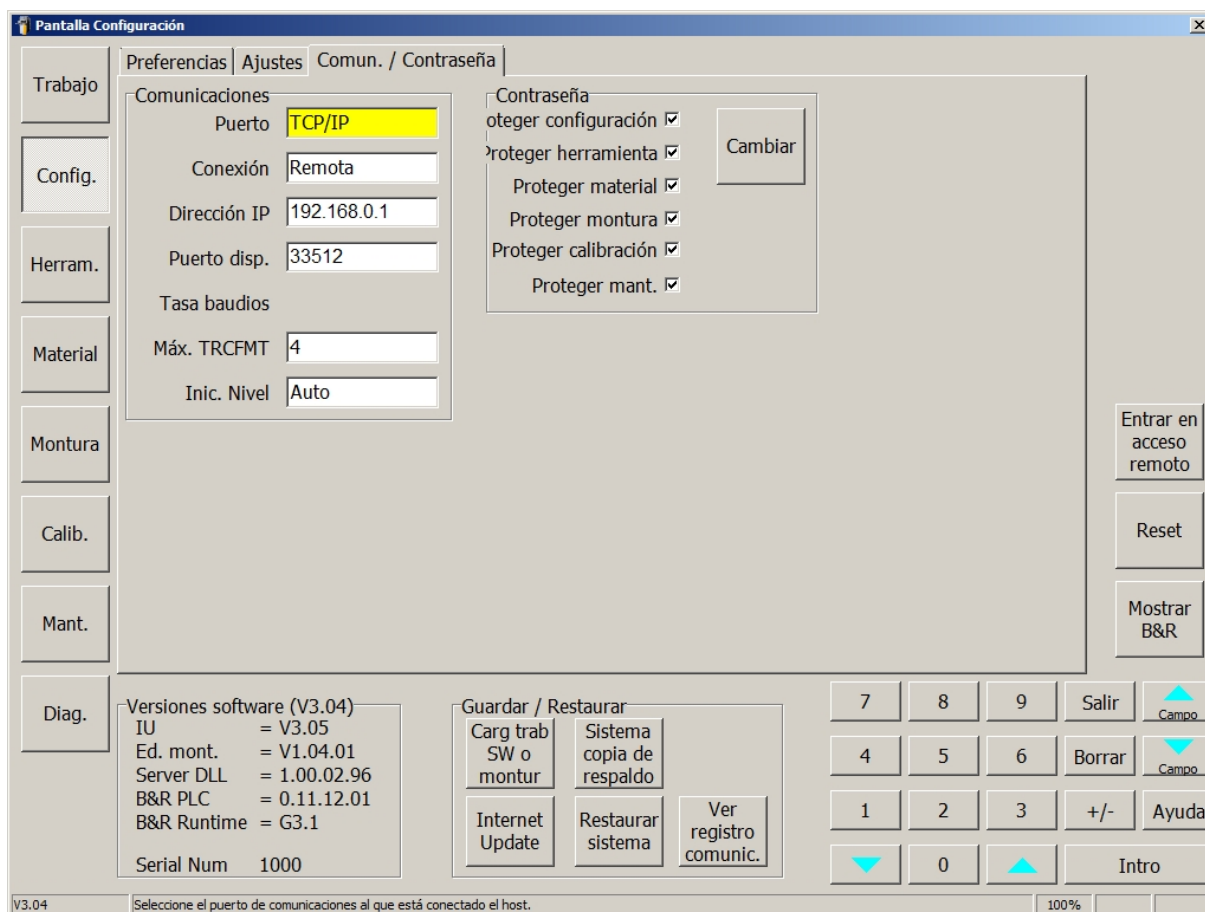 Pantalla Configuración
Trabajo
Config.
Herram.
Material
Montura
Calib.
Mant.
Diag.
Preferencias
Ajustes
Comun. / Contraseña
Comunicaciones
Puerto TCP/IP
Conexión Remota
Dirección IP 192.168.0.1
Puerto disp. 33512
Tasa baudios
Máx. TRCFMT 4
Inic. Nivel Auto
Contraseña
oteger configuración
Proteger herramienta
Proteger material
Proteger montura
Proteger calibración
Proteger mant.
Cambiar
Entrar en
acceso
remoto
Reset
Mostrar
B&R
Versiones software (V3.04)
IU = V3.05
Ed. mont. = V1.04.01
Server DLL = 1.00.02.96
B&R PLC = 0.11.12.01
B&R Runtime = G3.1
Serial Num 1000
Guardar / Restaurar
Carg trab
SW o
montur
Sistema
copia de
respaldo
Internet
Update
Restaurar
sistema
Ver
registro
comunic.
7 8 9 Salir Campo
4 5 6 Borrar Campo
1 2 3 +/- Ayuda
0 Intro
V3.04 Seleccione el puerto de comunicaciones al que está conectado el host. 100%